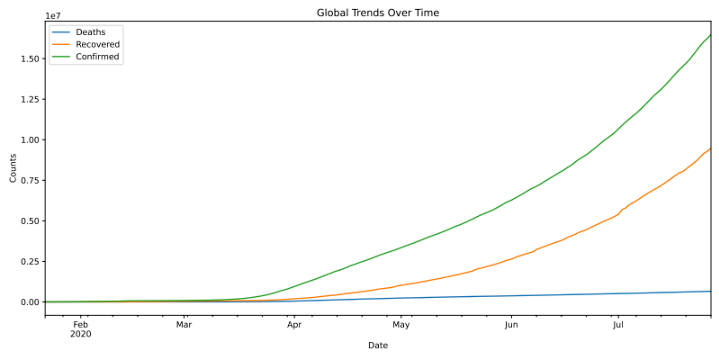 Global Trends Over Time
1e7
Deaths
Recovered
Confirmed
1.50
1.25
1.00
0.75
0.50
0.25
0.00
Counts
Feb Mar Apr May Jun Jul
2020
Date